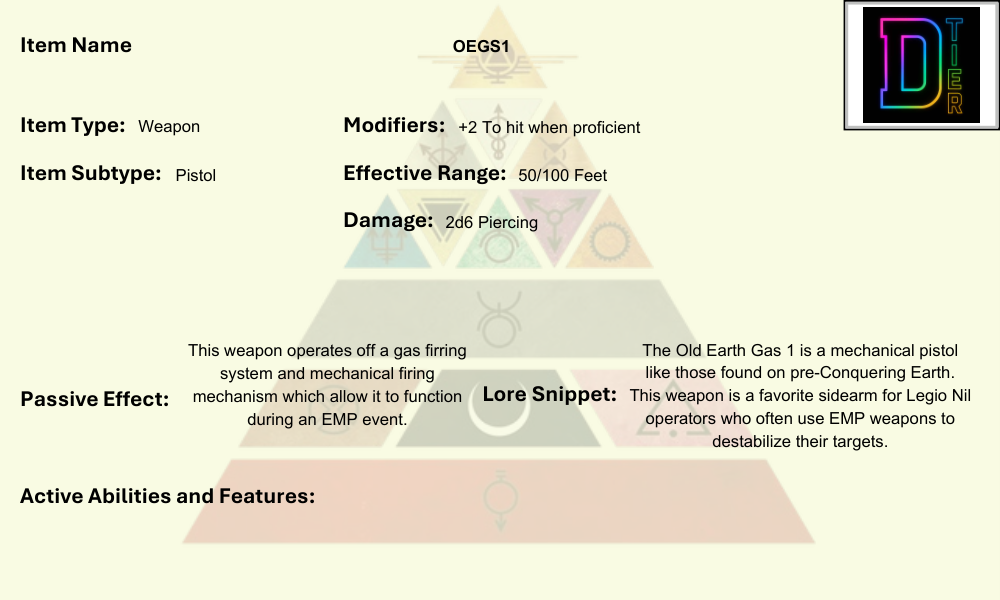 Item Name OEGS1
D TIER
Item Type: Weapon Modifiers: +2 To hit when proficient
Item Subtype: Pistol Effective Range: 50/100 Feet
Damage: 2d6 Piercing
Passive Effect:
This weapon operates off a gas firring
system and mechanical firing
mechanism which allow it to function
during an EMP event.
Lore Snippet:
The Old Earth Gas 1 is a mechanical pistol
like those found on pre-Conquering Earth.
This weapon is a favorite sidearm for Legio Nil
operators who often use EMP weapons to
destabilize their targets.
Active Abilities and Features: